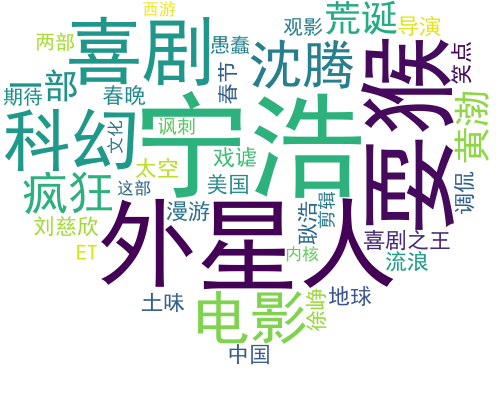 西游
观影
荒诞
导演
两部
喜剧
愚蠢
沈腾
猴
笑点
一部
期待
春晚
春节
宁浩
耍
科幻
讽刺
文化
戏谑
黄渤
疯狂
太空
这部
美国
调侃
外星人
漫游
耿浩
剪辑
刘慈欣
喜剧之王
ET
内核
流浪
土味
电影
徐峥
地球
中国